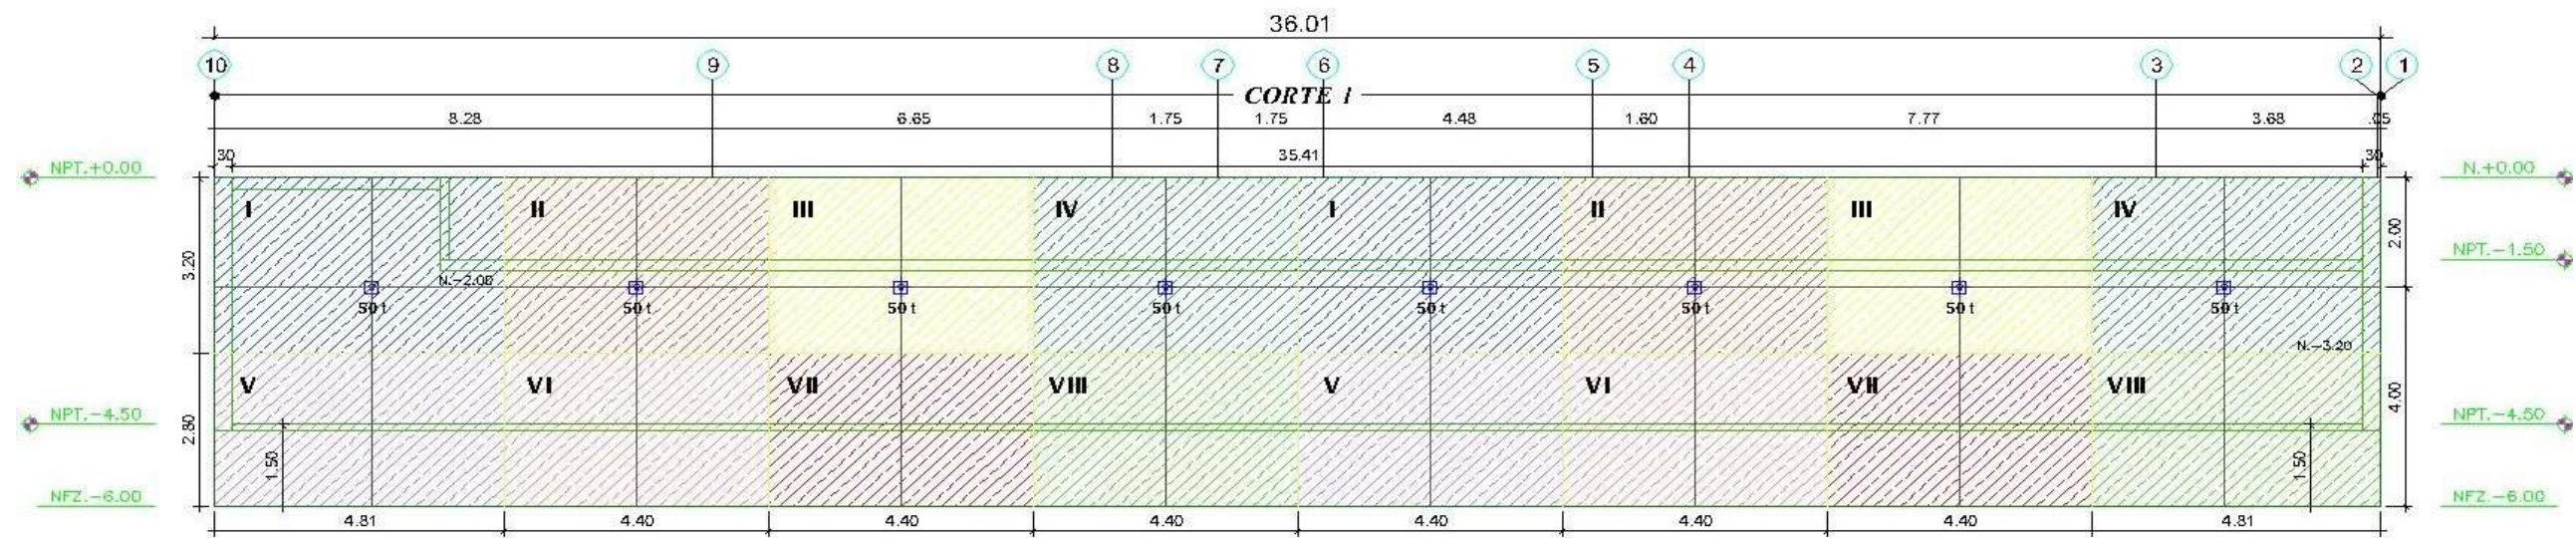 36.01
10 9 8 7 6 5 4 3 2 1
CORTE 1
8.28 6.65 1.75 1.75 4.48 1.60 7.77 3.68 .05
30 35.41 30
NPT.+0.00 N.+0.00
I II III IV I II III IV
2.00
NPT.-1.50
3.20
N.-2.00
50 t 50 t 50 t 50 t 50 t 50 t 50 t 50 t
N.-3.20
V VI VII VIII V VI VII VIII
4.00
NPT.-4.50 NPT.-4.50
2.80
1.50 1.50
NFZ.-6.00 NFZ.-6.00
4.81 4.40 4.40 4.40 4.40 4.40 4.40 4.81